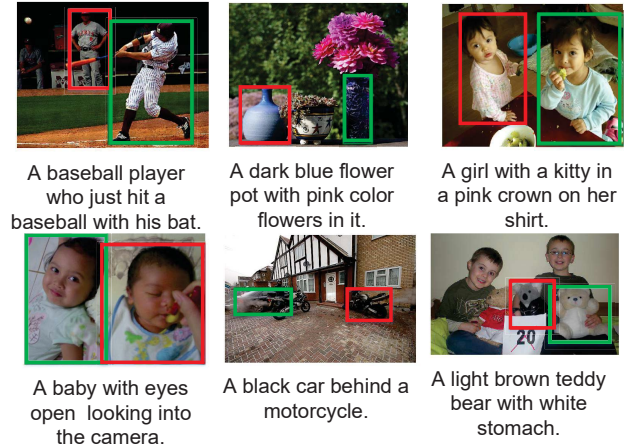 A baseball player
who just hit a
baseball with his bat.
A dark blue flower
pot with pink color
flowers in it.
A girl with a kitty in
a pink crown on her
shirt.
20
A baby with eyes
open looking into
the camera.
A black car behind a
motorcycle.
A light brown teddy
bear with white
stomach.